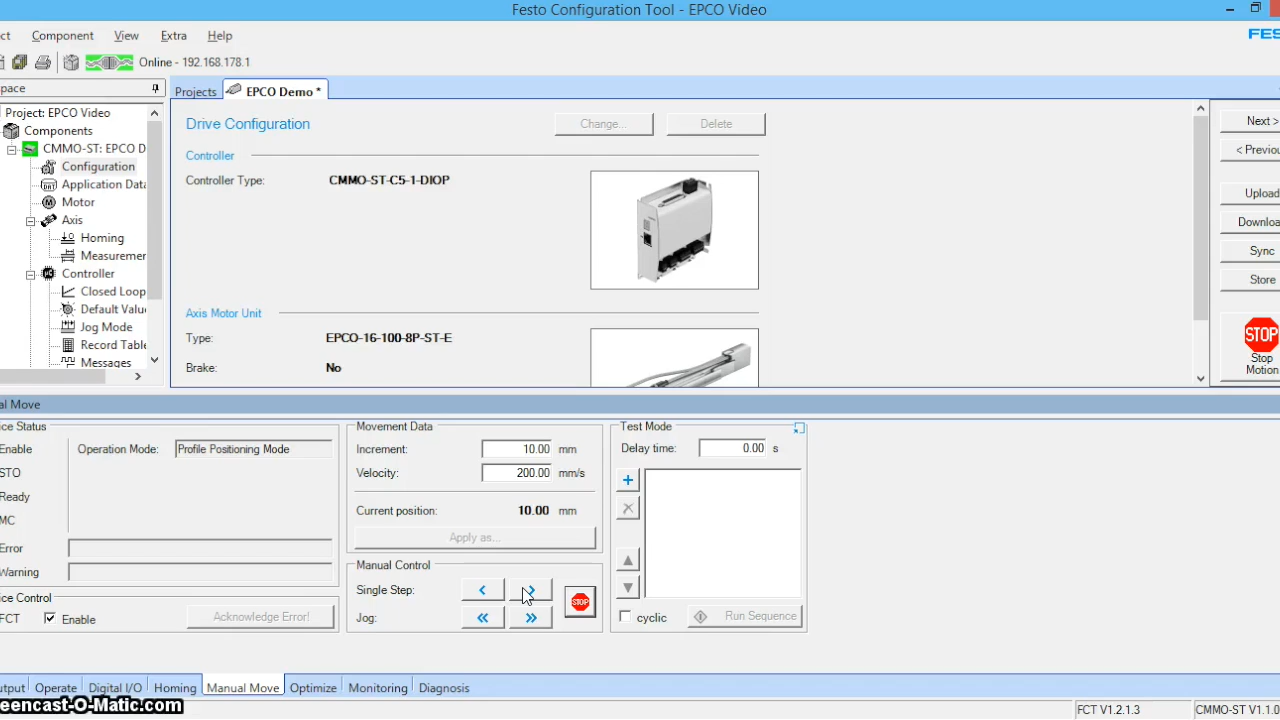 Festo Configuration Tool - EPCO Video
ct Component View Extra Help FES
Online - 192.168.178.1
pace
Projects EPCO Demo *
Project: EPCO Video
Components
CMMO-ST: EPCO D
Configuration
Application Data
Motor
Axis
Homing
Measuremen
Controller
Closed Loop
Default Valu
Jog Mode
Record Table
Messages
Drive Configuration Change... Delete
Controller
Controller Type: CMMO-ST-C5-1-DIOP
Axis Motor Unit
Type: EPCO-16-100-8P-ST-E
Brake: No
Next >
< Previou
Upload
Downloa
Sync
Store
STOP
Stop
Motion
al Move
ice Status
Enable
STO
Ready
MC
Error
Warning
Operation Mode: Profile Positioning Mode
ice Control
FCT Enable Acknowledge Error!
Movement Data
Increment: 10.00 mm
Velocity: 200.00 mm/s
Current position: 10.00 mm
Apply as...
Manual Control
Single Step: < >
Jog: « »
STOP
Test Mode
Delay time: 0.00 s
cyclic Run Sequence
utput Operate Digital I/O Homing Manual Move Optimize Monitoring Diagnosis
eencast-O-Matic.com
FCT V1.2.1.3 CMMO-ST V1.1.0